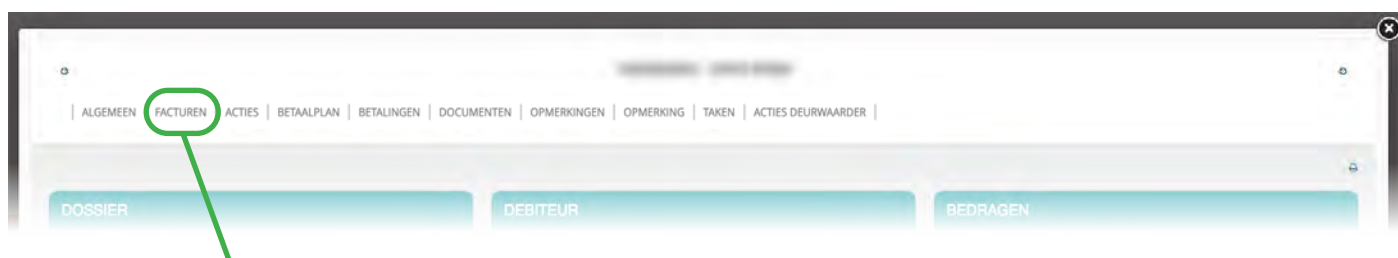 ALGEMEEN | FACTUREN | ACTIES | BETAALPLAN | BETALINGEN | DOCUMENTEN | OPMERKINGEN | OPMERKING | TAKEN | ACTIES DEURWAARDER |
DOSSIER DEBITEUR BEDRAGEN